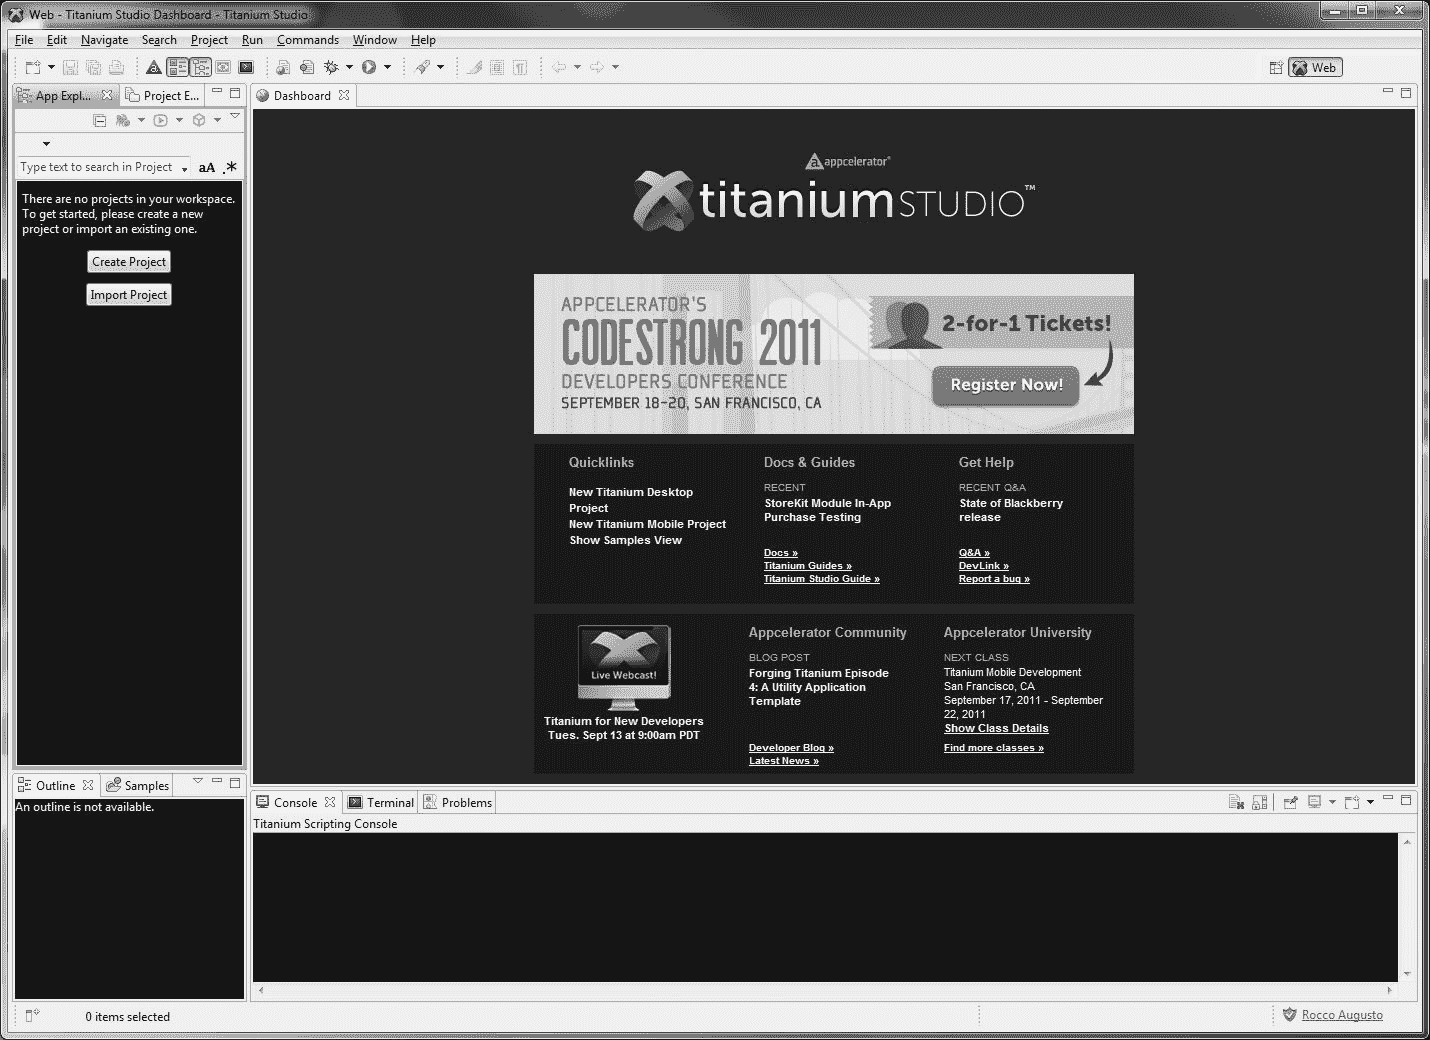 Web - Titanium Studio Dashboard - Titanium Studio
File Edit Navigate Search Project Run Commands Window Help
Web
App Expl... Project E...
Dashboard
Type text to search in Project aA .*
There are no projects in your workspace.
To get started, please create a new
project or import an existing one.
Create Project
Import Project
appcelerator®
titanium STUDIO™
APPCELERATOR'S
CODESTRONG 2011
DEVELOPERS CONFERENCE
SEPTEMBER 18-20, SAN FRANCISCO, CA
2-for-1 Tickets!
Register Now!
Quicklinks
New Titanium Desktop
Project
New Titanium Mobile Project
Show Samples View
Docs & Guides
RECENT
StoreKit Module In-App
Purchase Testing
Docs »
Titanium Guides »
Titanium Studio Guide »
Get Help
RECENT Q&A
State of Blackberry
release
Q&A »
DevLink »
Report a bug »
Live Webcast!
Titanium for New Developers
Tues. Sept 13 at 9:00am PDT
Appcelerator Community
BLOG POST
Forging Titanium Episode
4: A Utility Application
Template
Developer Blog »
Latest News »
Appcelerator University
NEXT CLASS
Titanium Mobile Development
San Francisco, CA
September 17, 2011 - September
22, 2011
Show Class Details
Find more classes »
Outline Samples
An outline is not available.
Console Terminal Problems
Titanium Scripting Console
0 items selected
Rocco Augusto